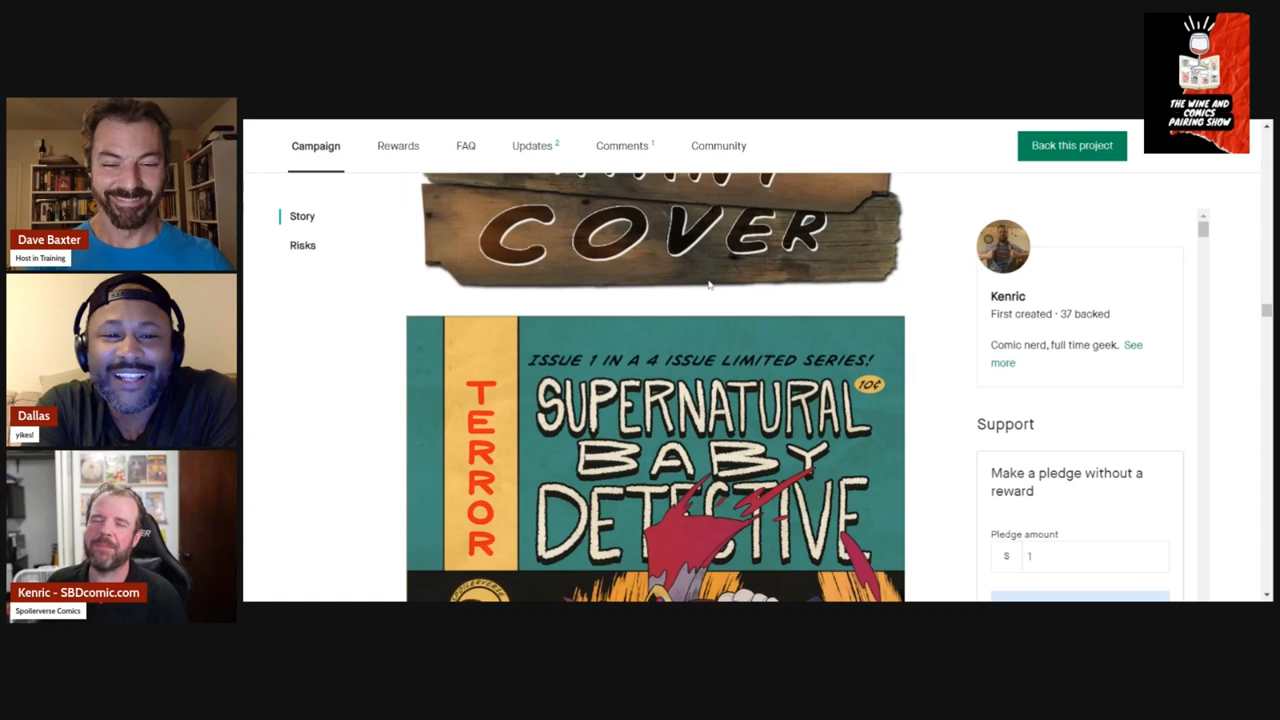 THE WINE AND
COMICS
PAIRING SHOW
Dave Baxter
Host in Training
Dallas
yikes!
Kenric - SBDcomic.com
Spoilerverse Comics
Campaign
Rewards
FAQ
Updates 2
Comments 1
Community
Back this project
Story
Risks
COVER
ISSUE 1 IN A 4 ISSUE LIMITED SERIES!
10¢
TERROR
SUPERNATURAL
BABY
DETECTIVE
SPOILERVERSE
Kenric
First created · 37 backed
Comic nerd, full time geek. See
more
Support
Make a pledge without a
reward
Pledge amount
$ 1